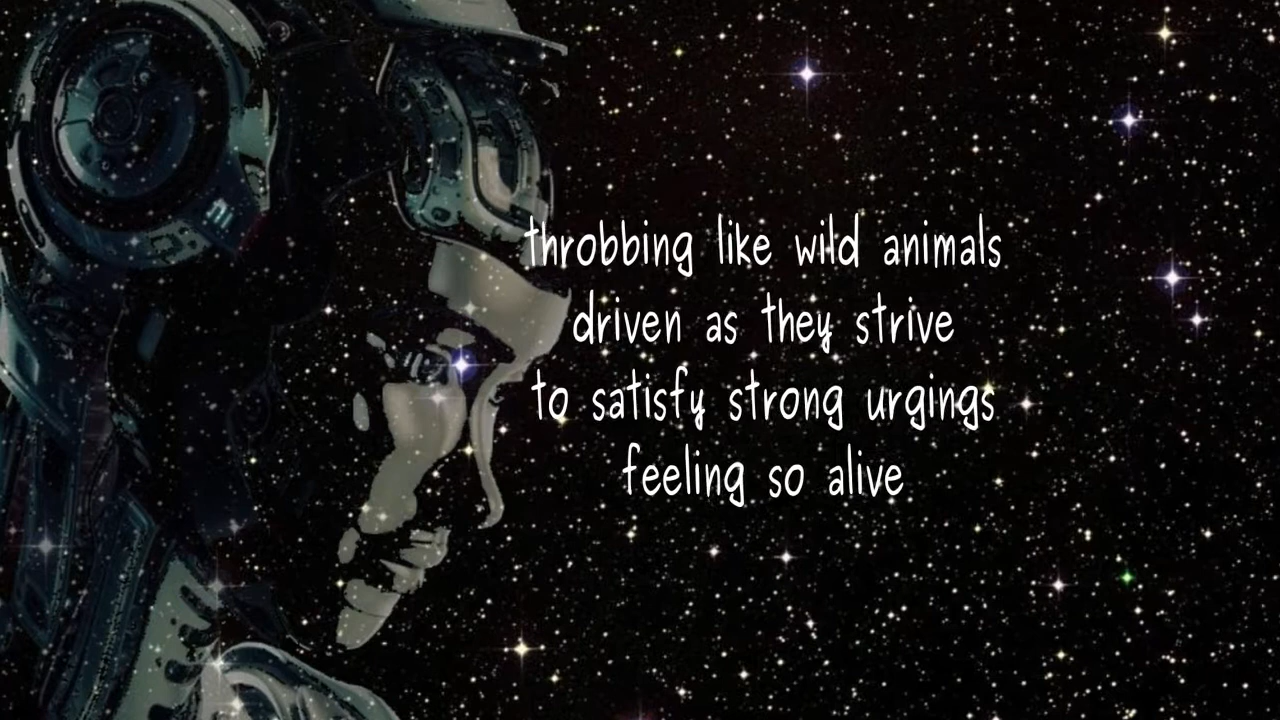 throbbing like wild animals
driven as they strive
to satisfy strong urgings
feeling so alive